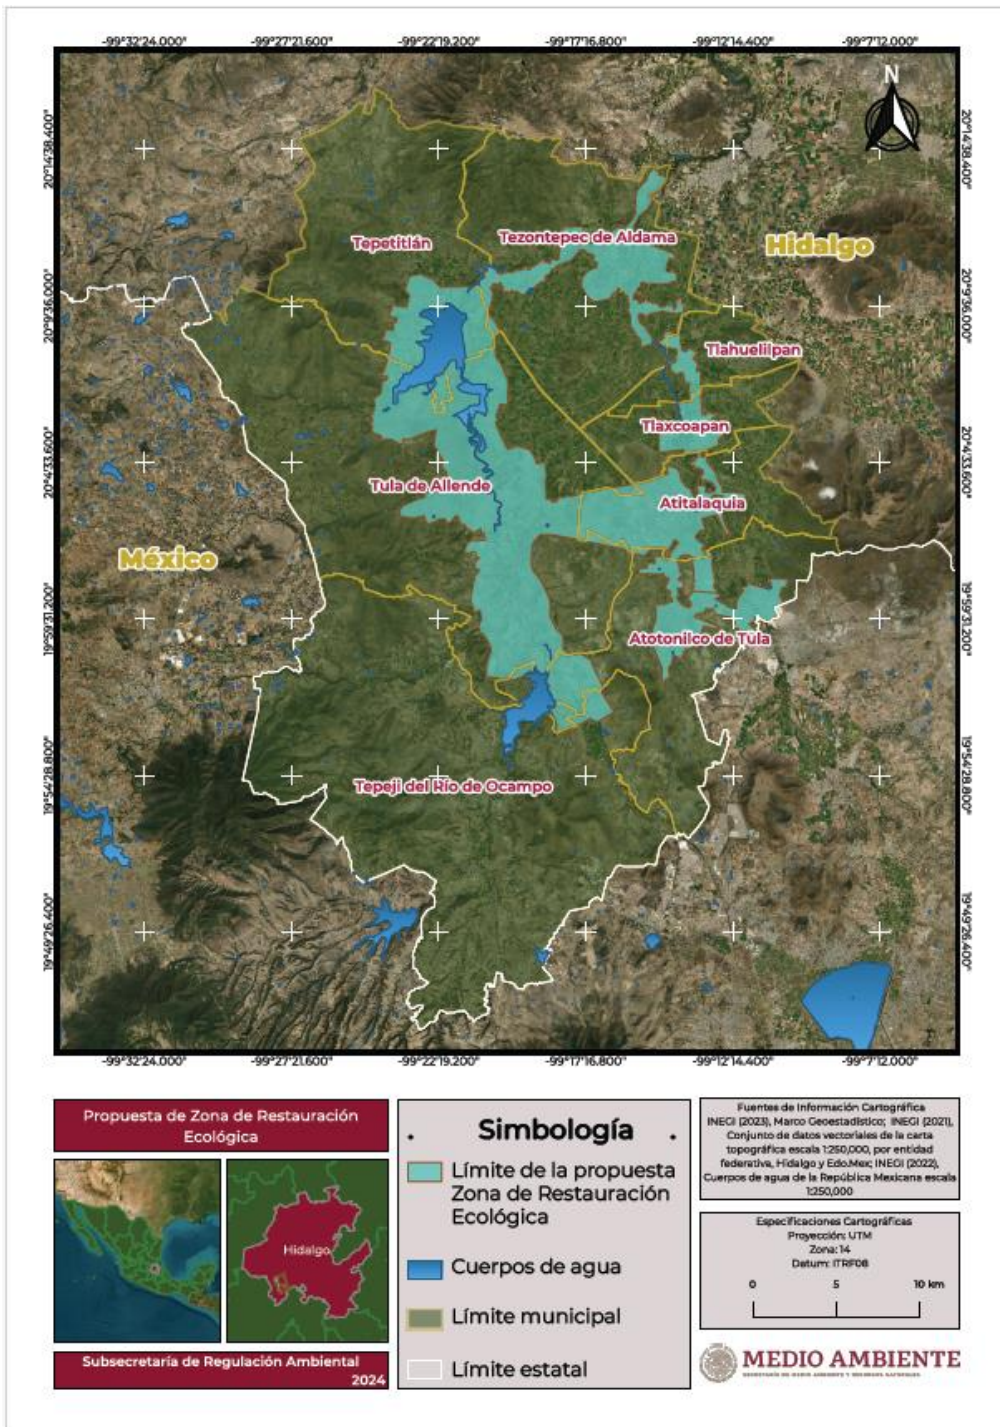 -99°32'24.000"
-99°27'21.600"
-99°22'19.200"
-99°17'16.800"
-99°12'14.400"
-99°7'12.000"
N
20°14'38.400"
20°14'38.400"
Tepetitlán
Tezontepec de Aldama
Hidalgo
20°9'36.000"
20°9'36.000"
Tlahuelilpan
Tlaxcoapan
20°4'33.600"
20°4'33.600"
Tula de Allende
Atitalaquia
México
19°59'31.200"
19°59'31.200"
Atotonilco de Tula
19°54'28.800"
19°54'28.800"
Tepeji del Río de Ocampo
19°49'26.400"
19°49'26.400"
-99°32'24.000"
-99°27'21.600"
-99°22'19.200"
-99°17'16.800"
-99°12'14.400"
-99°7'12.000"
Propuesta de Zona de Restauración
Ecológica
Hidalgo
Subsecretaría de Regulación Ambiental
2024
. Simbología .
Límite de la propuesta
Zona de Restauración
Ecológica
Cuerpos de agua
Límite municipal
Límite estatal
Fuentes de Información Cartográfica
INEGI (2023), Marco Geoestadístico; INEGI (2021),
Conjunto de datos vectoriales de la carta
topográfica escala 1:250,000, por entidad
federativa, Hidalgo y Edo.Mex; INEGI (2022),
Cuerpos de agua de la República Mexicana escala
1:250,000
Especificaciones Cartográficas
Proyección: UTM
Zona: 14
Datum: ITRF08
0 5 10 km
MEDIO AMBIENTE
SECRETARÍA DE MEDIO AMBIENTE Y RECURSOS NATURALES